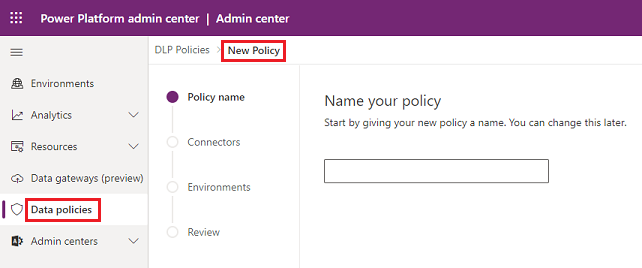 Power Platform admin center | Admin center
DLP Policies > New Policy
Environments
Analytics
Resources
Data gateways (preview)
Data policies
Admin centers
Policy name
Connectors
Environments
Review
Name your policy
Start by giving your new policy a name. You can change this later.